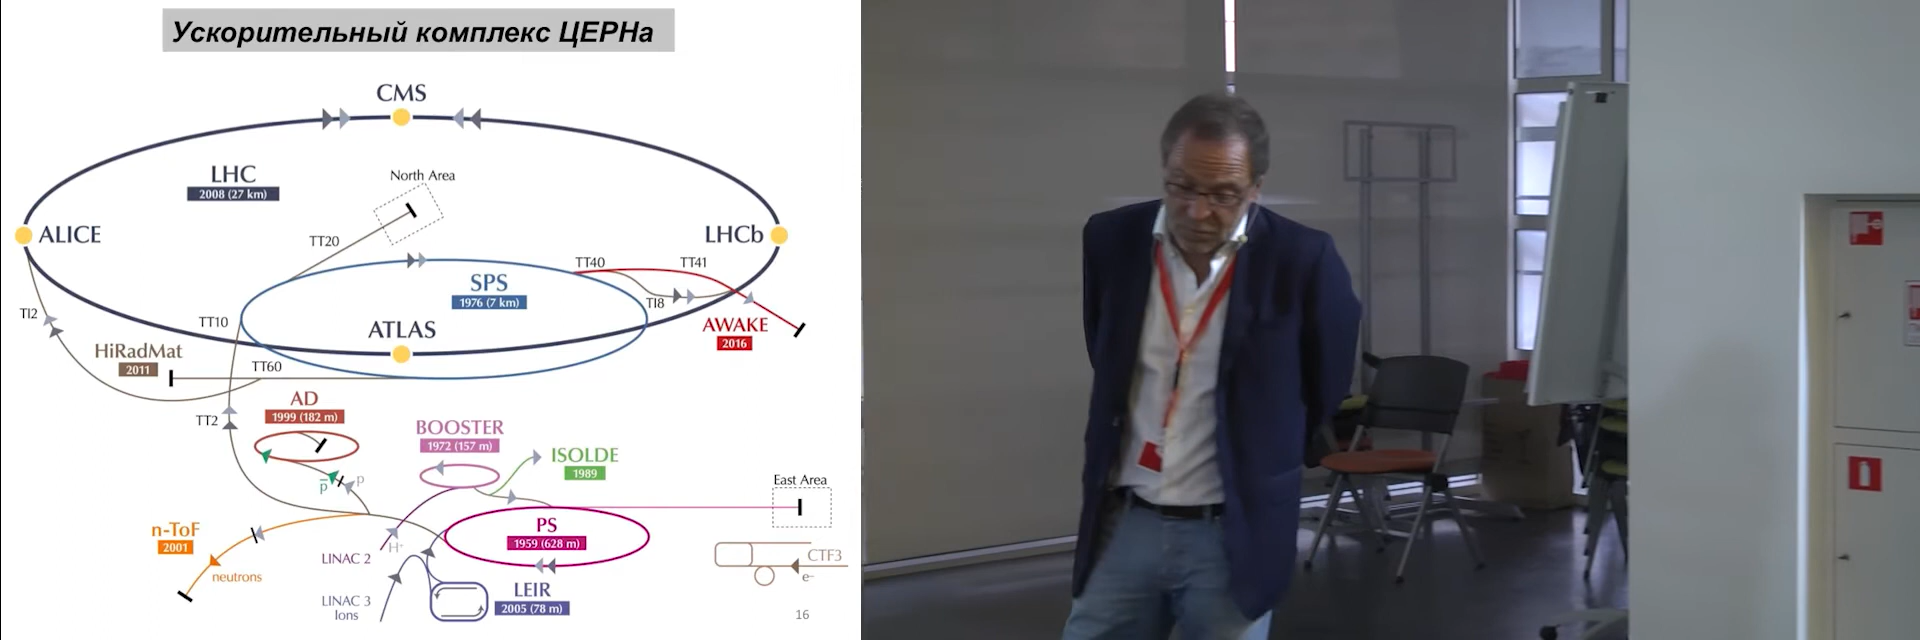 Ускорительный комплекс ЦЕРНа
CMS
LHC
2008 (27 km)
North Area
ALICE
LHCb
TT20
TT40
TT41
SPS
1976 (7 km)
TI2
TI8
TT10
ATLAS
AWAKE
2016
HiRadMat
2011
TT60
AD
1999 (182 m)
TT2
BOOSTER
1972 (157 m)
ISOLDE
1989
p̅
p
East Area
n-ToF
2001
PS
1959 (628 m)
H⁺
LINAC 2
CTF3
neutrons
e–
LEIR
2005 (78 m)
LINAC 3
Ions
16